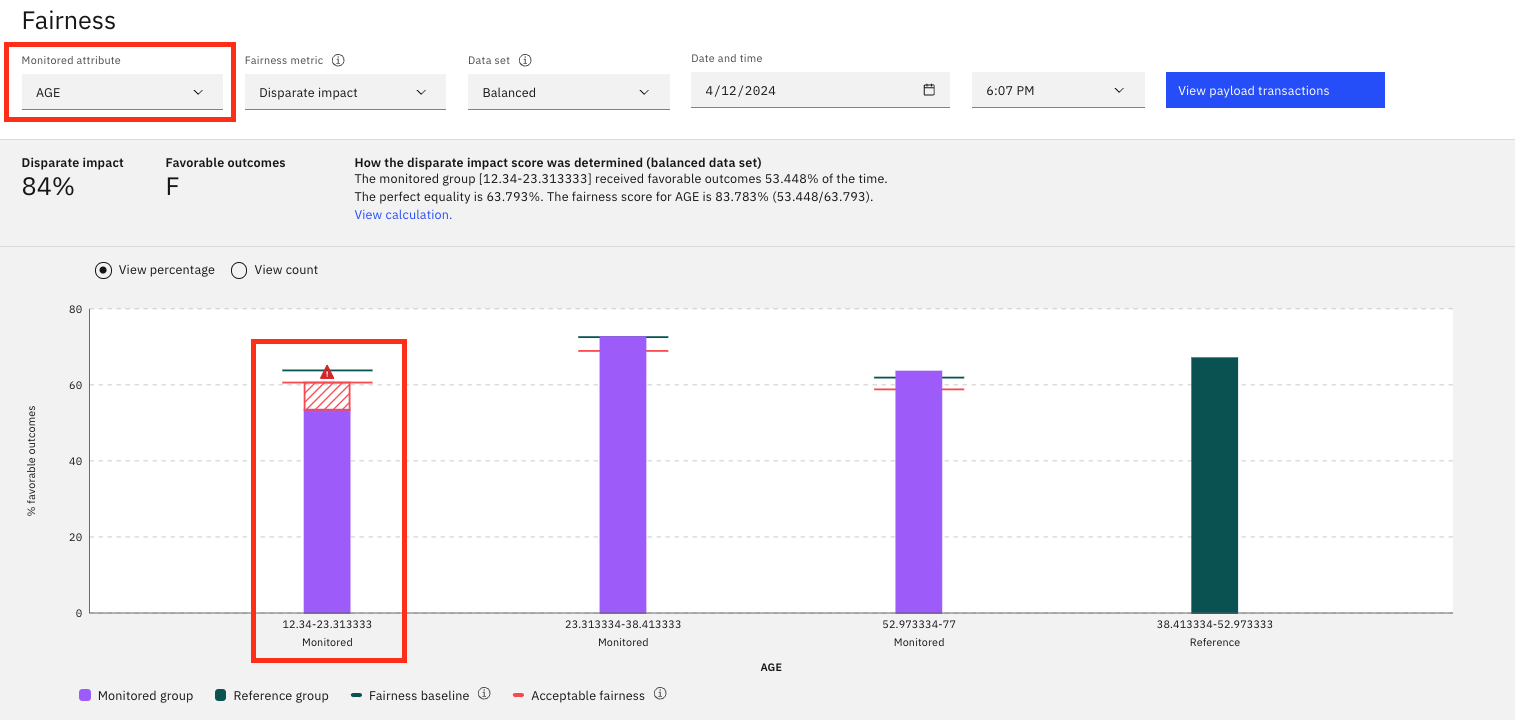 Fairness
Monitored attribute
AGE
Fairness metric
Disparate impact
Data set
Balanced
Date and time
4/12/2024
6:07 PM
View payload transactions
Disparate impact
84%
Favorable outcomes
F
How the disparate impact score was determined (balanced data set)
The monitored group [12.34-23.313333] received favorable outcomes 53.448% of the time.
The perfect equality is 63.793%. The fairness score for AGE is 83.783% (53.448/63.793).
View calculation.
View percentage
View count
% favorable outcomes
80
60
40
20
0
12.34-23.313333
Monitored
23.313334-38.413333
Monitored
52.973334-77
Monitored
38.413334-52.973333
Reference
AGE
Monitored group
Reference group
Fairness baseline
Acceptable fairness